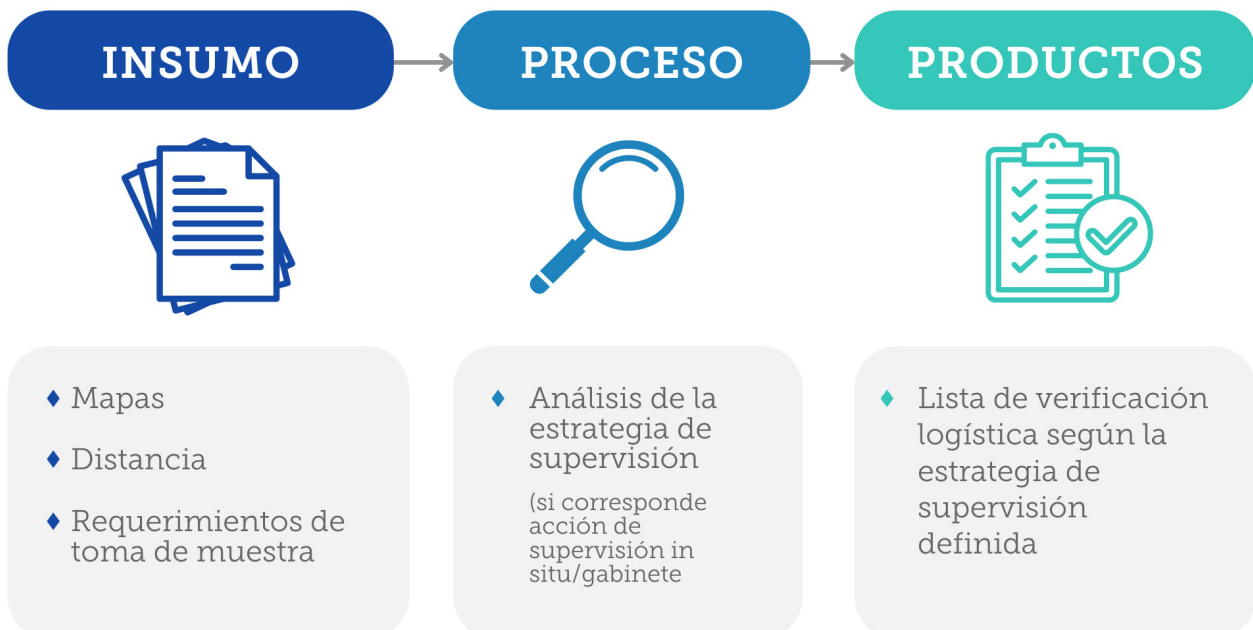 INSUMO
PROCESO
PRODUCTOS
Mapas
Distancia
Requerimientos de
toma de muestra
Análisis de la
estrategia de
supervisión
(si corresponde
acción de
supervisión in
situ/gabinete
Lista de verificación
logística según la
estrategia de
supervisión
definida